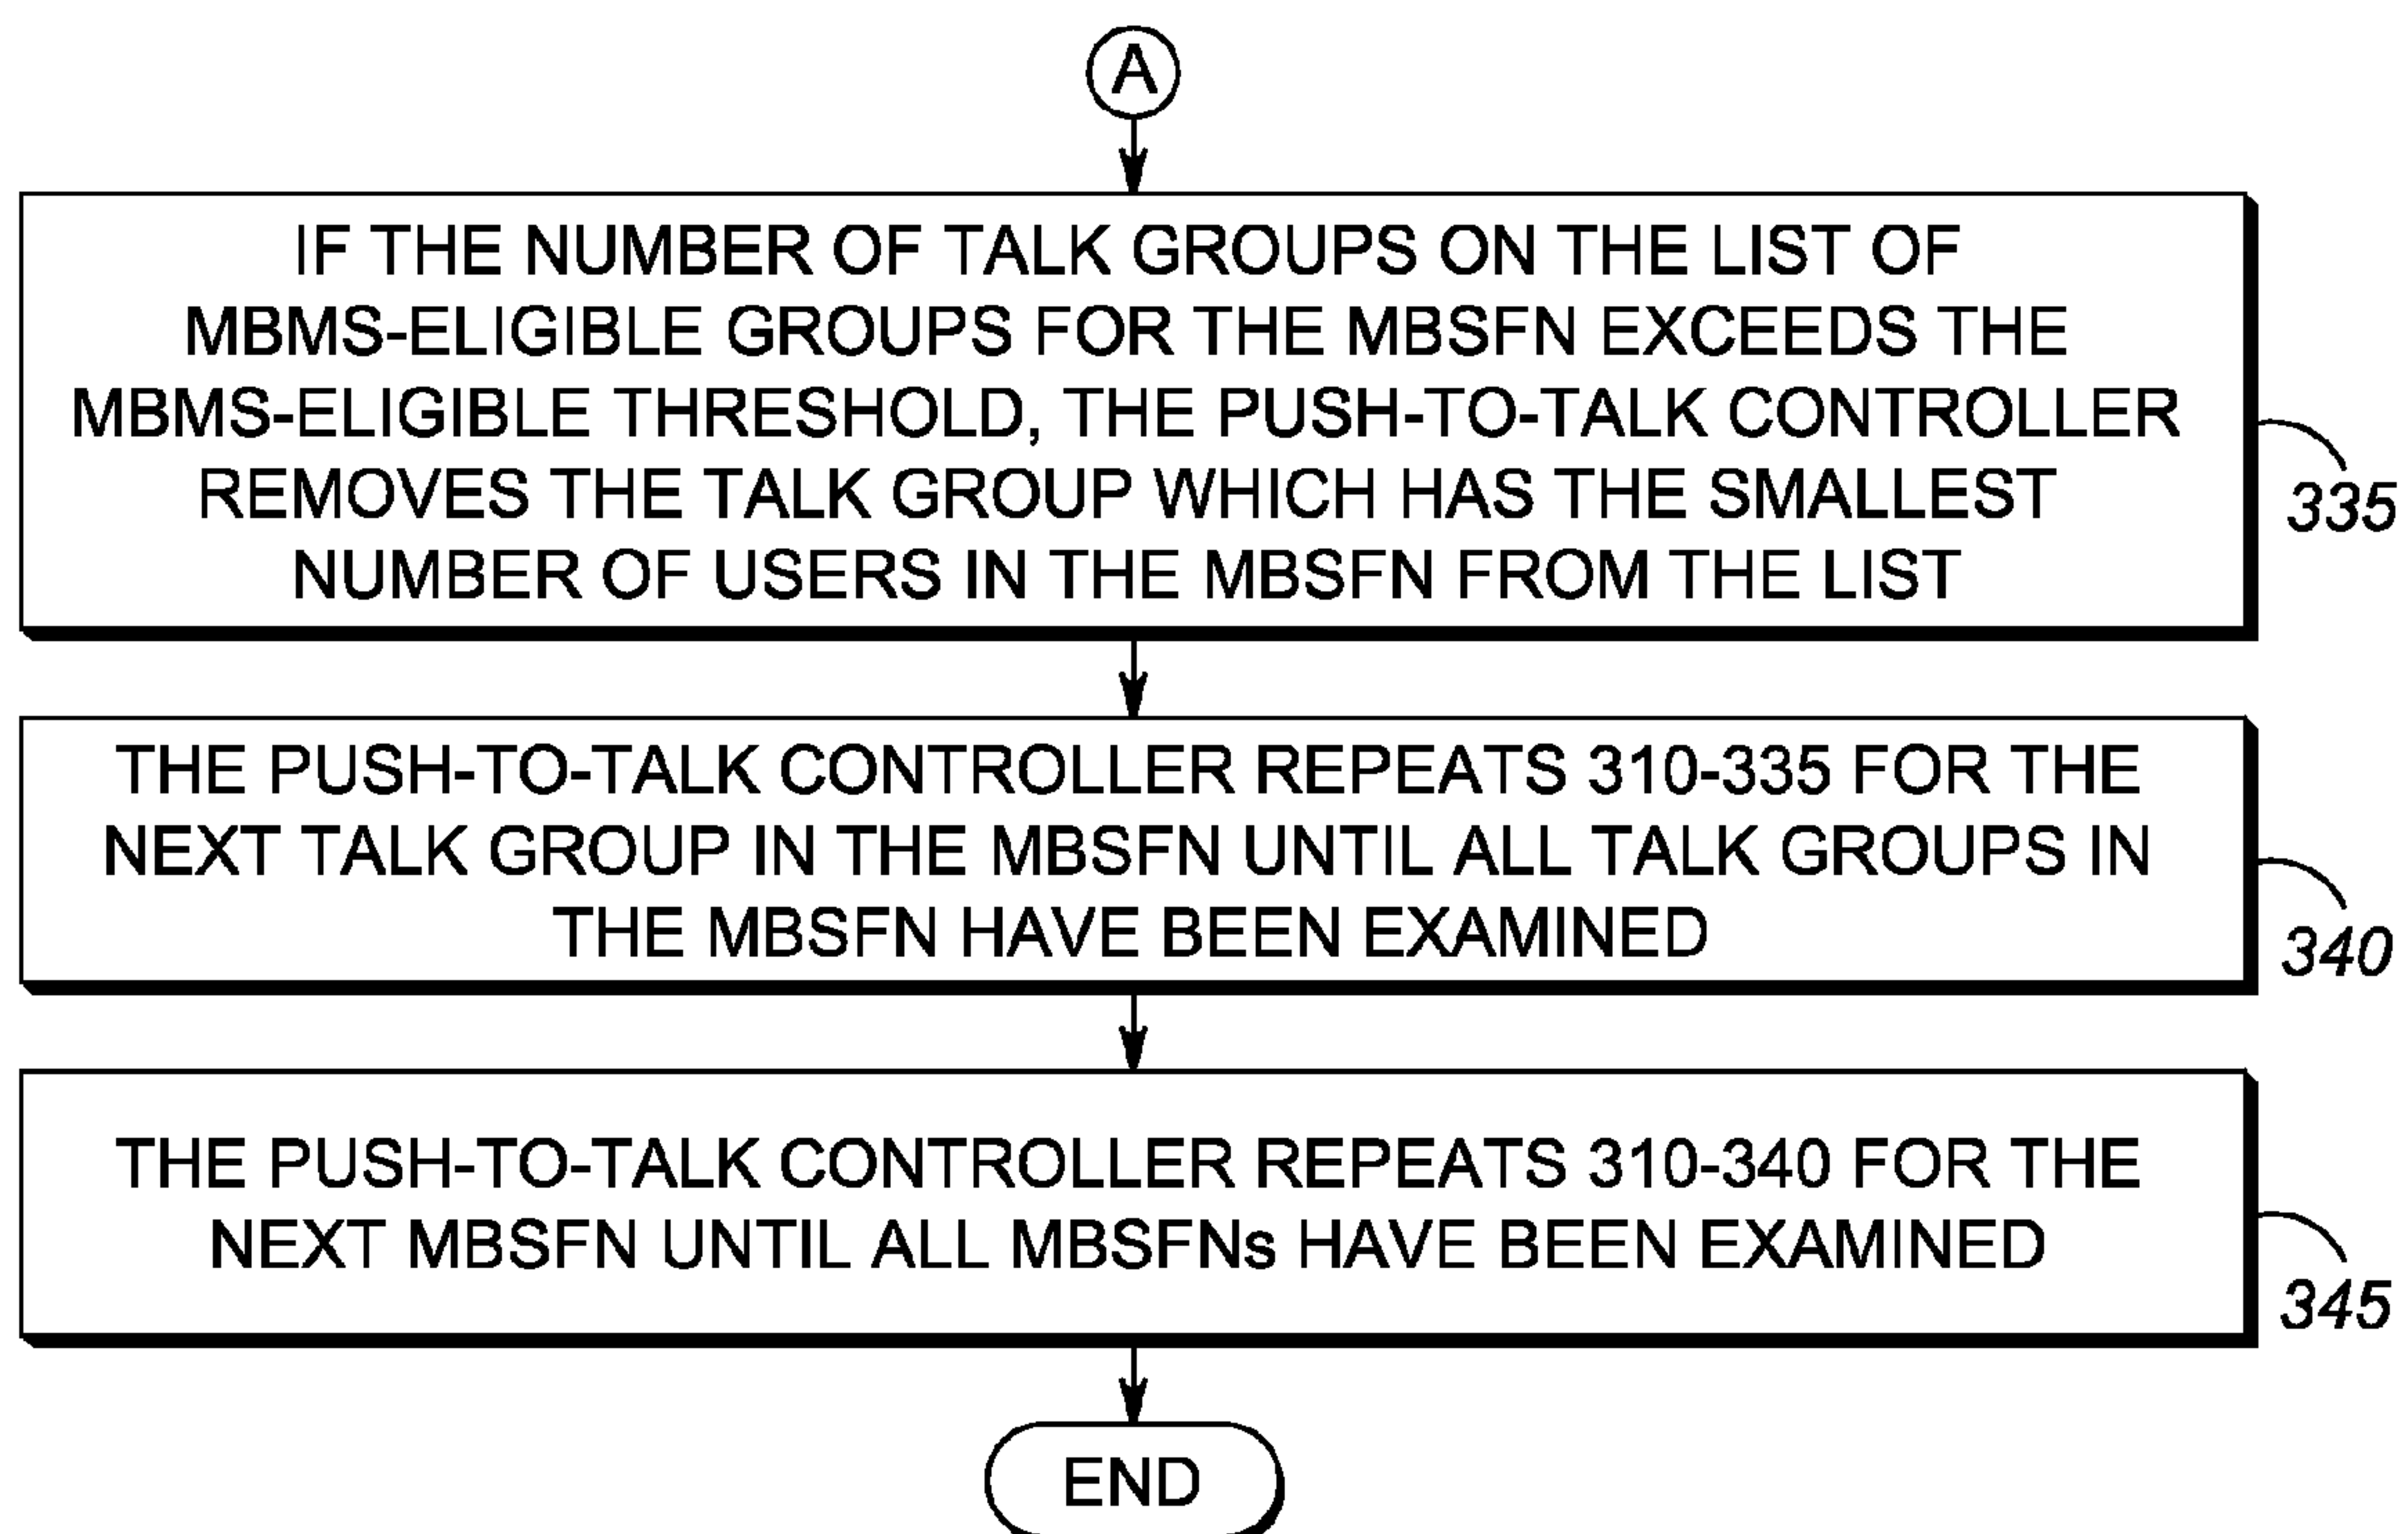 A
IF THE NUMBER OF TALK GROUPS ON THE LIST OF
MBMS-ELIGIBLE GROUPS FOR THE MBSFN EXCEEDS THE
MBMS-ELIGIBLE THRESHOLD, THE PUSH-TO-TALK CONTROLLER
REMOVES THE TALK GROUP WHICH HAS THE SMALLEST
NUMBER OF USERS IN THE MBSFN FROM THE LIST
335
THE PUSH-TO-TALK CONTROLLER REPEATS 310-335 FOR THE
NEXT TALK GROUP IN THE MBSFN UNTIL ALL TALK GROUPS IN
THE MBSFN HAVE BEEN EXAMINED
340
THE PUSH-TO-TALK CONTROLLER REPEATS 310-340 FOR THE
NEXT MBSFN UNTIL ALL MBSFNs HAVE BEEN EXAMINED
345
END